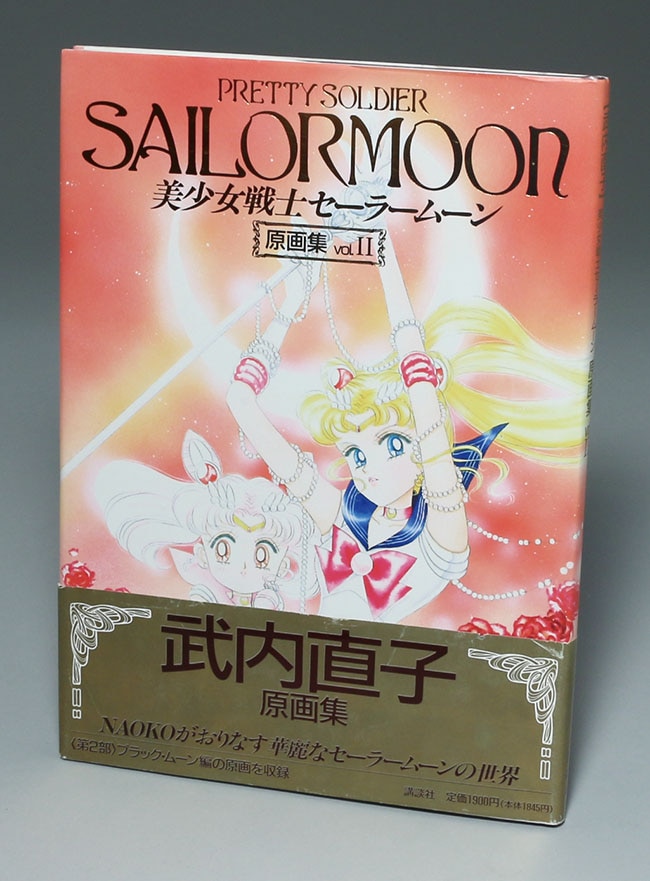 PRETTY SOLDIER
SAILORMOON
美少女戦士セーラームーン
原画集 VOL.II
武内直子
原画集
NAOKOがおりなす華麗なセーラームーンの世界
《第2部》ブラック・ムーン編の原画を収録
講談社 定価1900円(本体1845円)